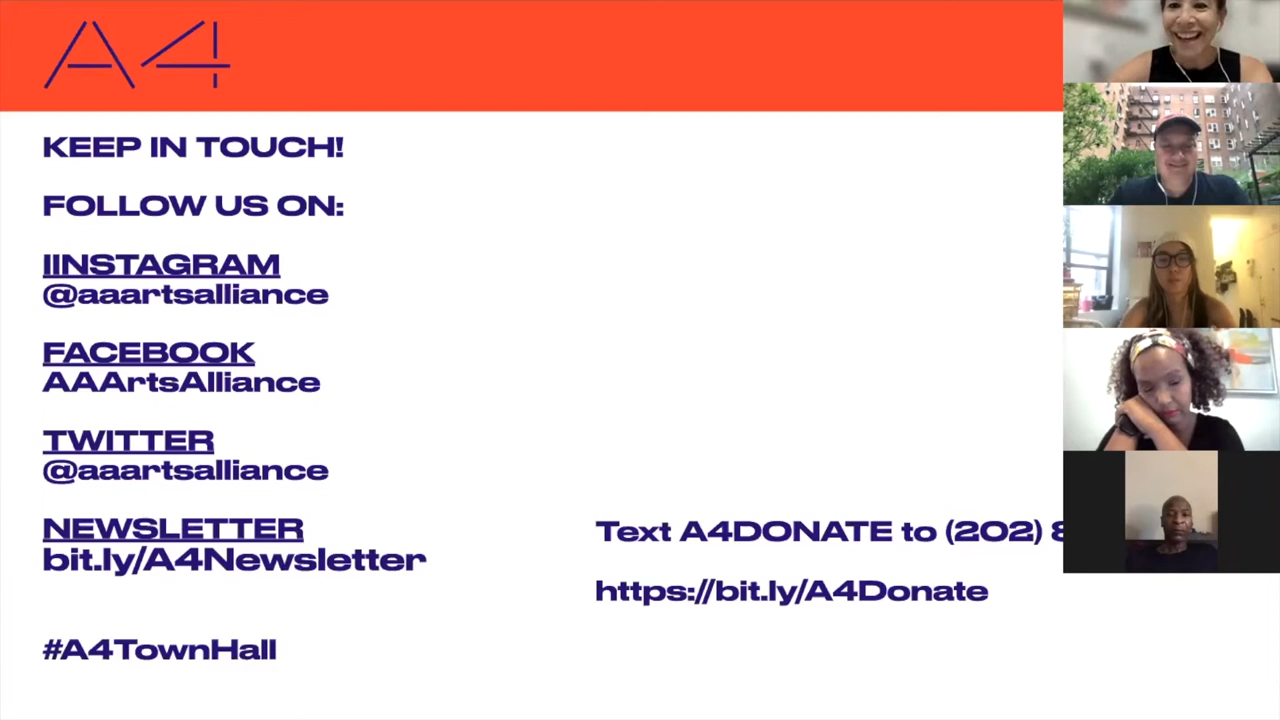 A4
KEEP IN TOUCH!
FOLLOW US ON:
IINSTAGRAM
@aaartsalliance
FACEBOOK
AAArtsAlliance
TWITTER
@aaartsalliance
NEWSLETTER
bit.ly/A4Newsletter
#A4TownHall
Text A4DONATE to (202)
https://bit.ly/A4Donate